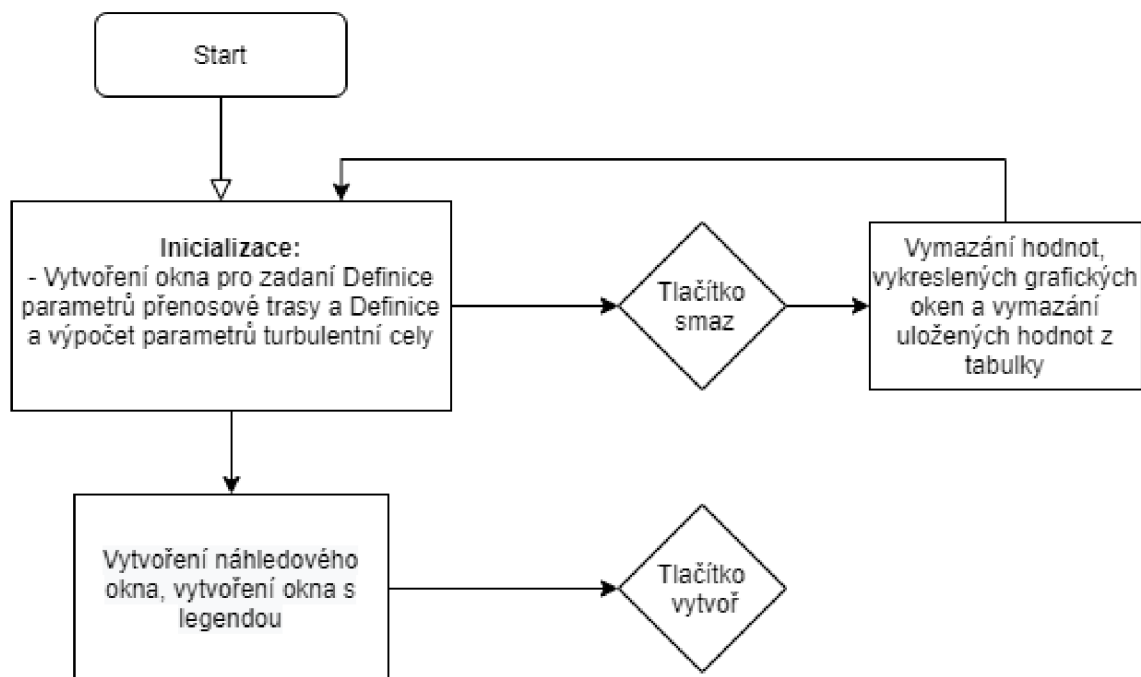 Start
Inicializace:
- Vytvoření okna pro zadaní Definice
parametrů přenosové trasy a Definice
a výpočet parametrů turbulentní cely
Tlačítko
smaz
Vymazání hodnot,
vykreslených grafických
oken a vymazání
uložených hodnot z
tabulky
Vytvoření náhledového
okna, vytvoření okna s
legendou
Tlačítko
vytvoř